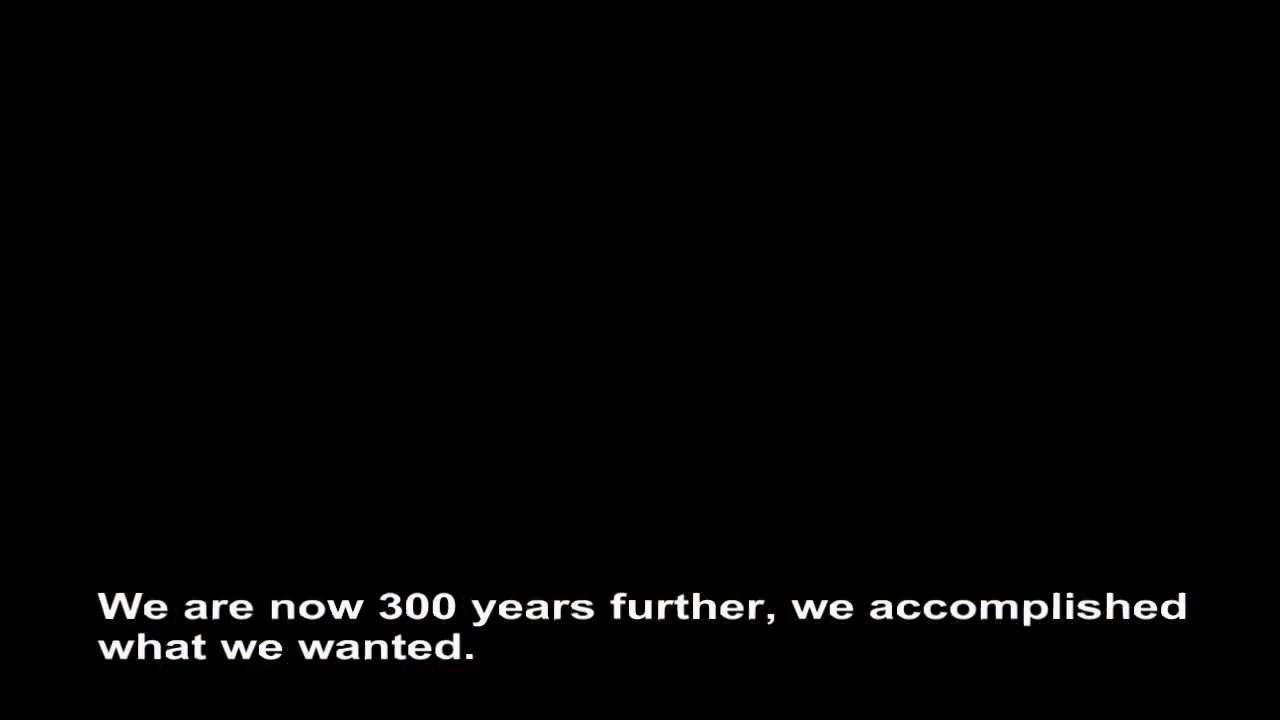 We are now 300 years further, we accomplished
what we wanted.